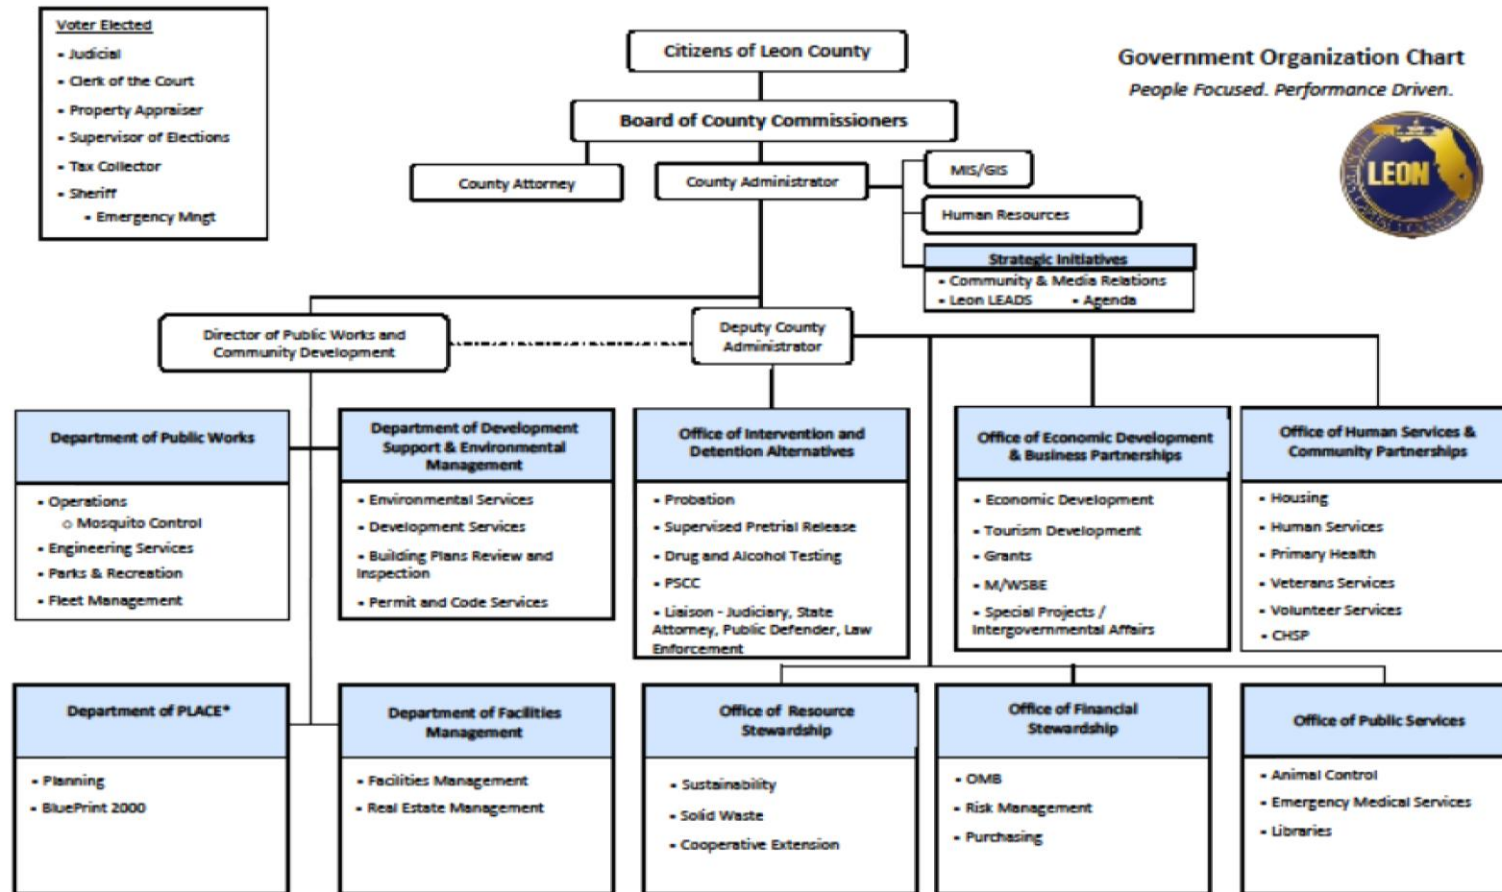 Voter Elected
- Judicial
- Clerk of the Court
- Property Appraiser
- Supervisor of Elections
- Tax Collector
- Sheriff
- Emergency Mngt
Citizens of Leon County
Board of County Commissioners
County Attorney
County Administrator
MIS/GIS
Human Resources
Strategic Initiatives
- Community & Media Relations
- Leon LEADS - Agenda
Government Organization Chart
People Focused. Performance Driven.
LEON
Director of Public Works and
Community Development
Deputy County
Administrator
Department of Public Works
- Operations
o Mosquito Control
- Engineering Services
- Parks & Recreation
- Fleet Management
Department of Development
Support & Environmental
Management
- Environmental Services
- Development Services
- Building Plans Review and
Inspection
- Permit and Code Services
Office of Intervention and
Detention Alternatives
- Probation
- Supervised Pretrial Release
- Drug and Alcohol Testing
- PSCC
- Liaison - Judiciary, State
Attorney, Public Defender, Law
Enforcement
Office of Economic Development
& Business Partnerships
- Economic Development
- Tourism Development
- Grants
- M/WSBE
- Special Projects /
Intergovernmental Affairs
Office of Human Services &
Community Partnerships
- Housing
- Human Services
- Primary Health
- Veterans Services
- Volunteer Services
- CHSP
Department of PLACE*
- Planning
- BluePrint 2000
Department of Facilities
Management
- Facilities Management
- Real Estate Management
Office of Resource
Stewardship
- Sustainability
- Solid Waste
- Cooperative Extension
Office of Financial
Stewardship
- OMB
- Risk Management
- Purchasing
Office of Public Services
- Animal Control
- Emergency Medical Services
- Libraries